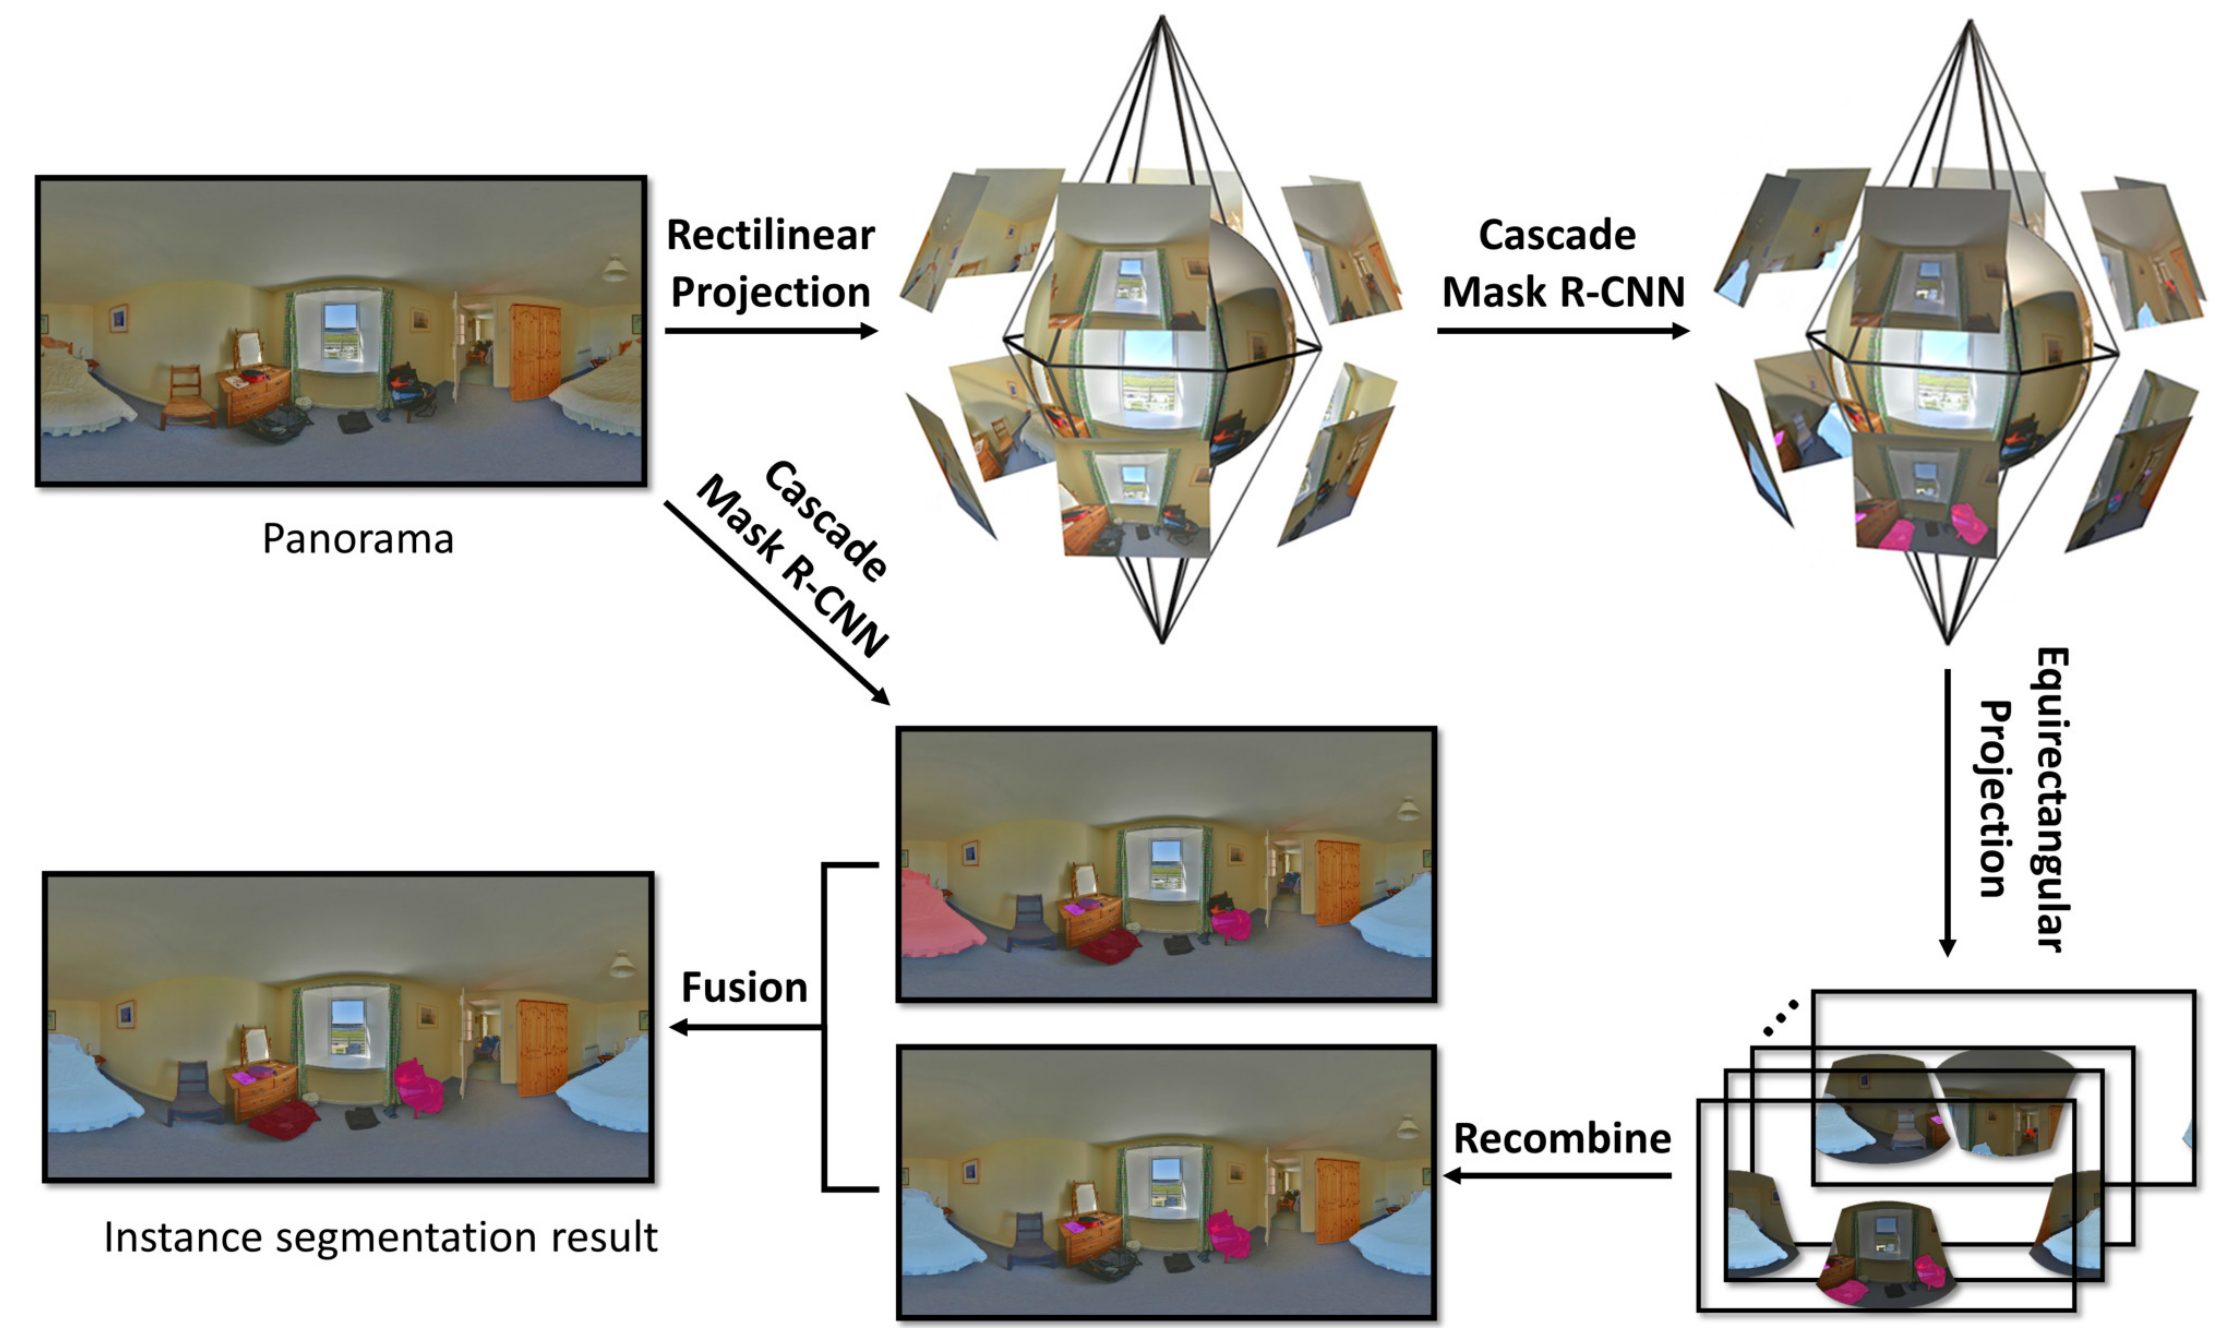 Rectilinear
Projection
Cascade
Mask R-CNN
Panorama
Cascade
Mask R-CNN
Equirectangular
Projection
Fusion
Recombine
Instance segmentation result